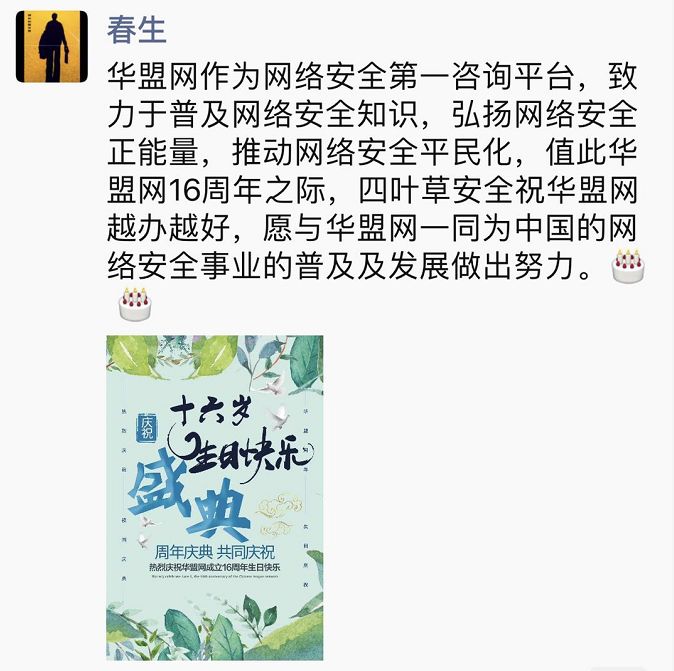 春生
华盟网作为网络安全第一咨询平台，致
力于普及网络安全知识，弘扬网络安全
正能量，推动网络安全平民化，值此华
盟网16周年之际，四叶草安全祝华盟网
越办越好，愿与华盟网一同为中国的网
络安全事业的普及及发展做出努力。
庆祝
十六岁
生日快乐
盛典
周年庆典 共同庆祝
热烈庆祝华盟网成立16周年生日快乐